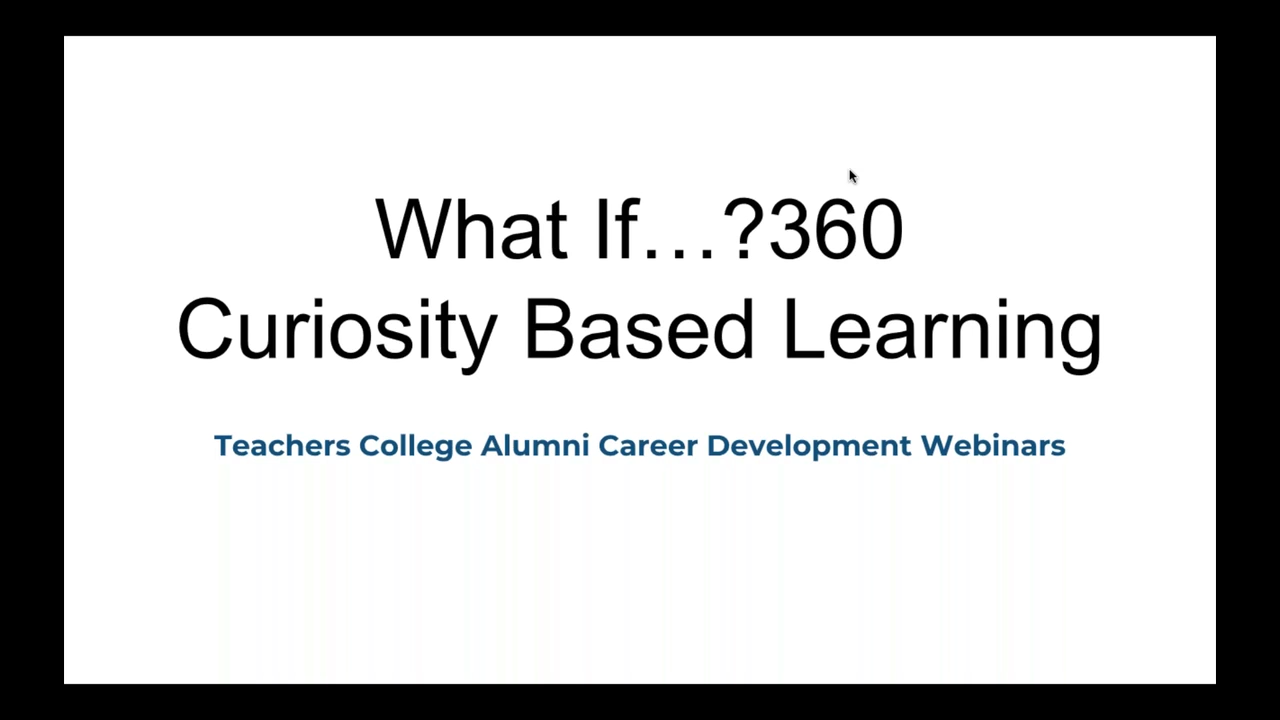 What If…?360
Curiosity Based Learning
Teachers College Alumni Career Development Webinars